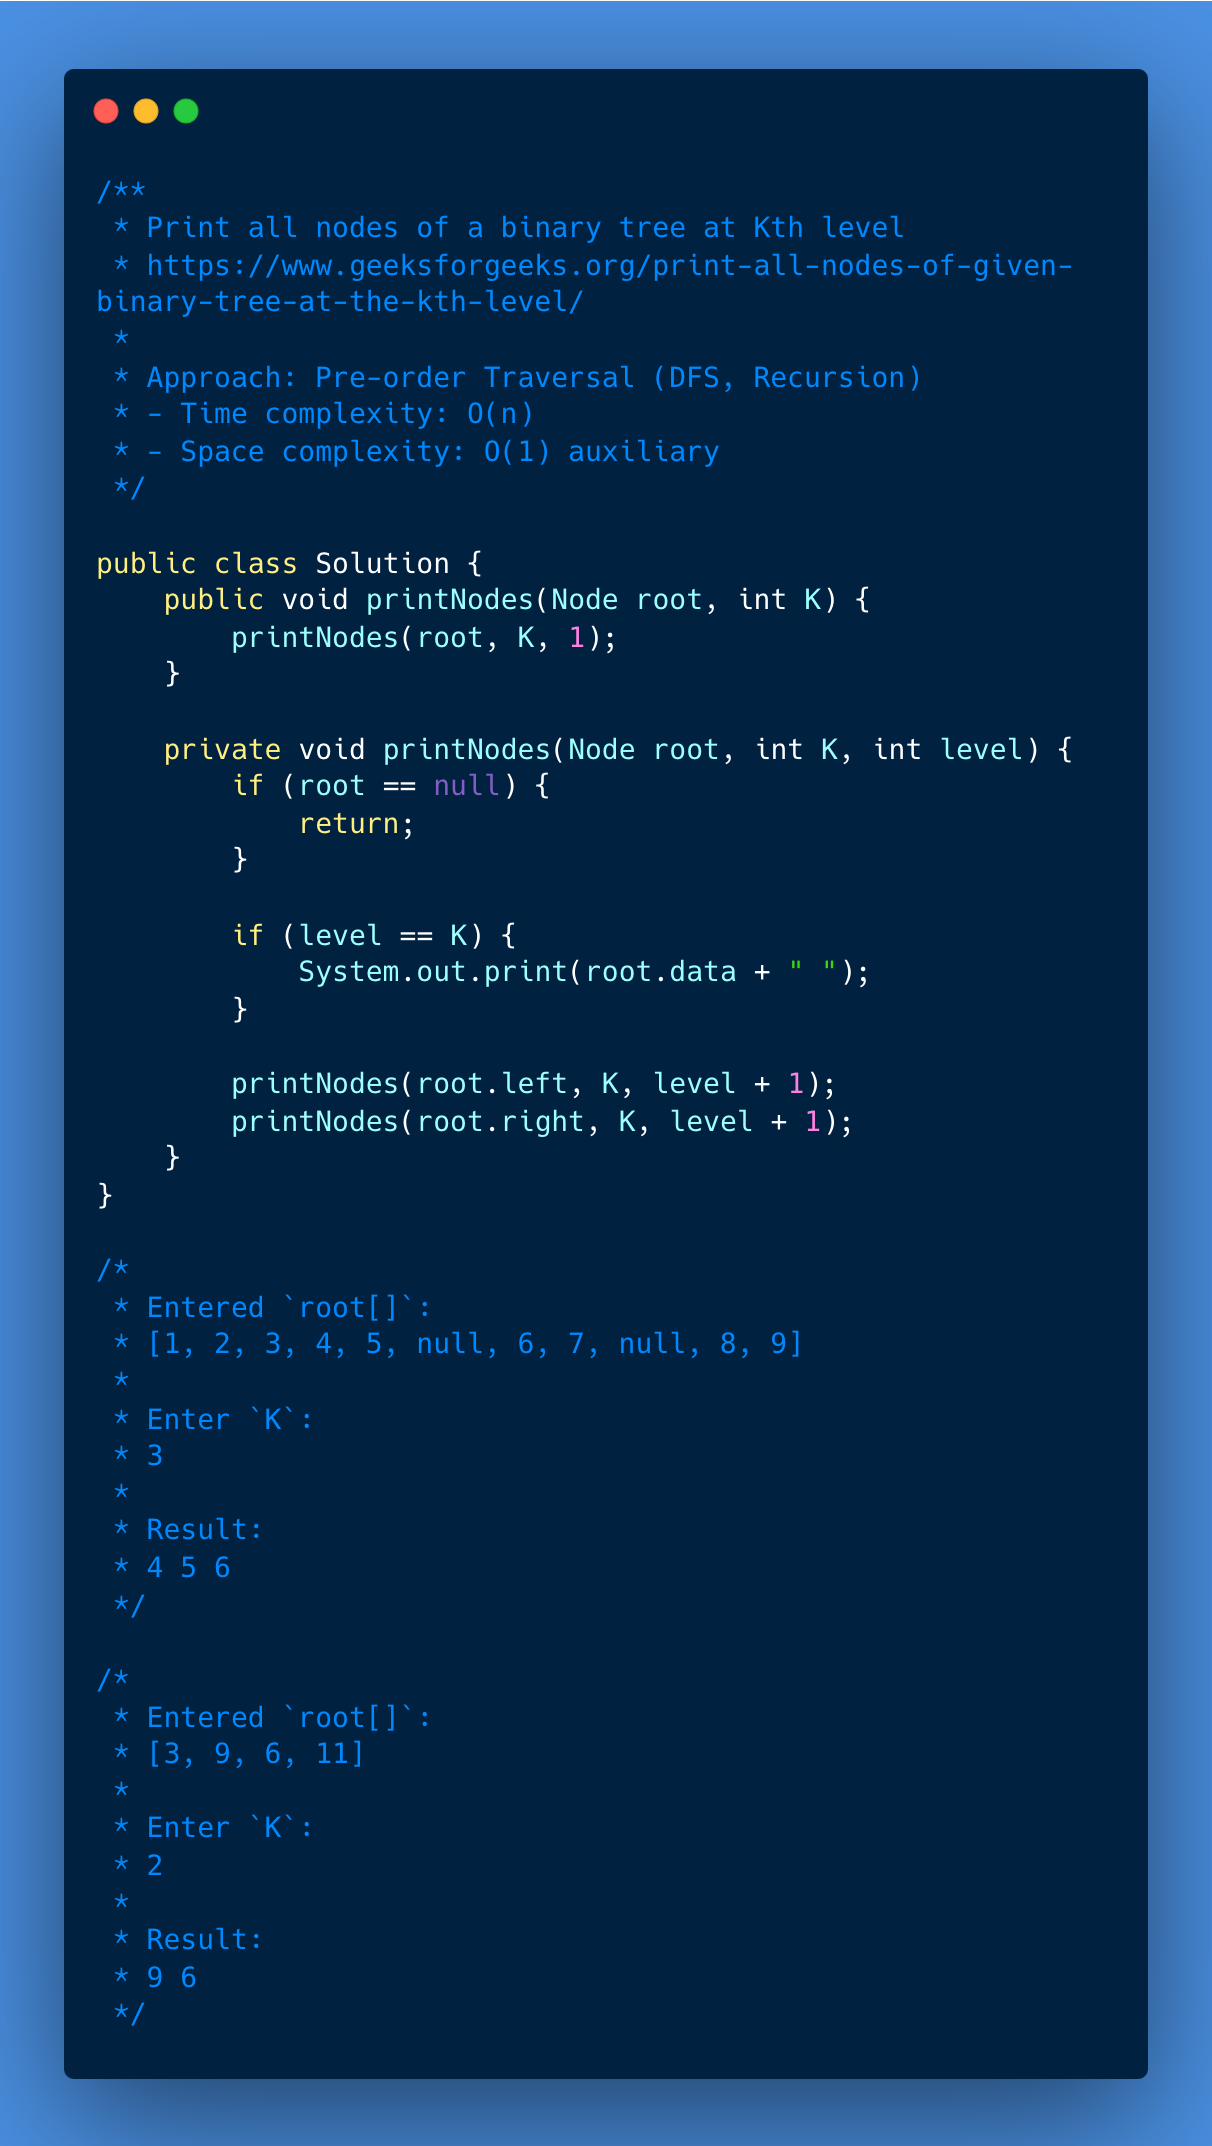 /**
 * Print all nodes of a binary tree at Kth level
 * https://www.geeksforgeeks.org/print-all-nodes-of-given-
binary-tree-at-the-kth-level/
 *
 * Approach: Pre-order Traversal (DFS, Recursion)
 * - Time complexity: O(n)
 * - Space complexity: O(1) auxiliary
 */

public class Solution {
    public void printNodes(Node root, int K) {
        printNodes(root, K, 1);
    }

    private void printNodes(Node root, int K, int level) {
        if (root == null) {
            return;
        }

        if (level == K) {
            System.out.print(root.data + " ");
        }

        printNodes(root.left, K, level + 1);
        printNodes(root.right, K, level + 1);
    }
}

/*
 * Entered `root[]`:
 * [1, 2, 3, 4, 5, null, 6, 7, null, 8, 9]
 *
 * Enter `K`:
 * 3
 *
 * Result:
 * 4 5 6
 */

/*
 * Entered `root[]`:
 * [3, 9, 6, 11]
 *
 * Enter `K`:
 * 2
 *
 * Result:
 * 9 6
 */